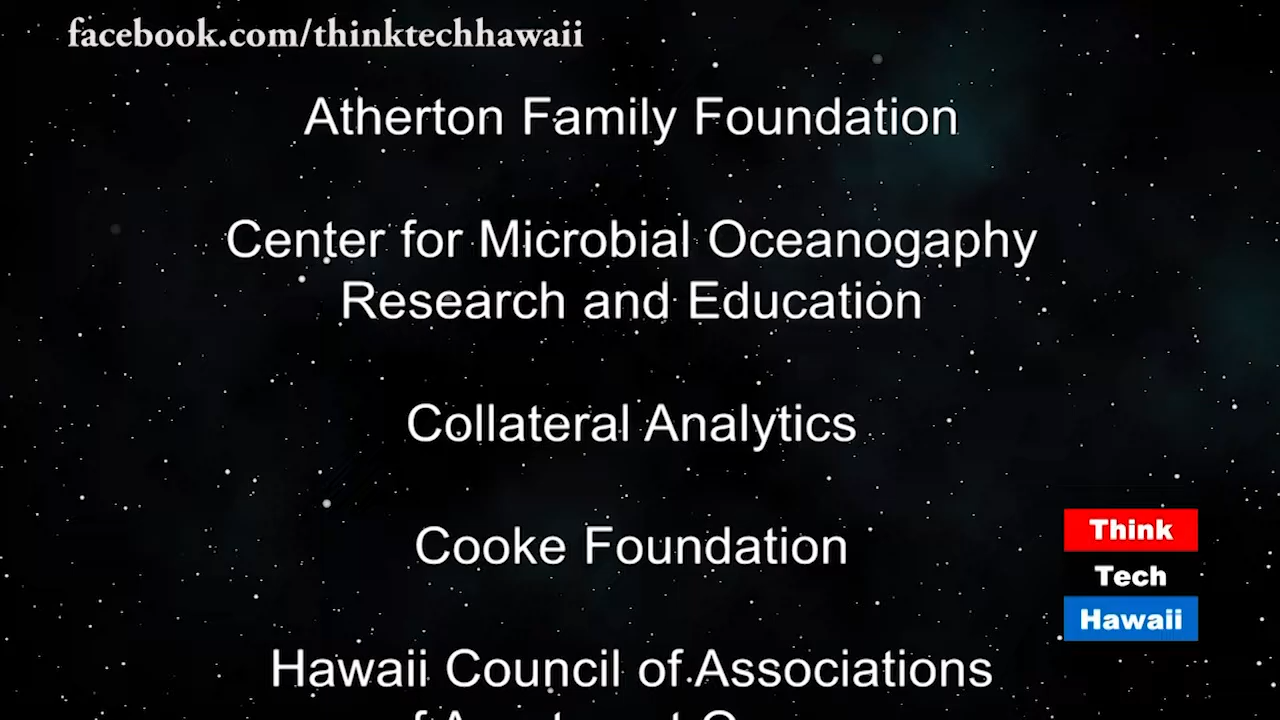 facebook.com/thinktechhawaii
Atherton Family Foundation
Center for Microbial Oceanogaphy
Research and Education
Collateral Analytics
Cooke Foundation
Think
Tech
Hawaii
Hawaii Council of Associations